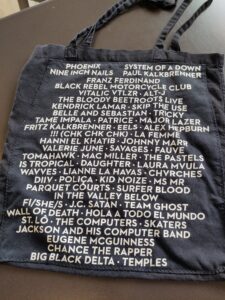 PHOENIX SYSTEM OF A DOWN
NINE INCH NAILS PAUL KALKBRENNER
FRANZ FERDINAND
BLACK REBEL MOTORCYCLE CLUB
VITALIC VTLZR · ALT-J
THE BLOODY BEETROOTS LIVE
KENDRICK LAMAR · SKIP THE USE
BELLE AND SEBASTIAN · TRICKY
TAME IMPALA · PATRICE · MAJOR LAZER
FRITZ KALKBRENNER · EELS · ALEX HEPBURN
!!! (CHK CHK CHK) · LA FEMME
HANNI EL KHATIB · JOHNNY MARR
VALERIE JUNE · SAVAGES · FAUVE
TOMAHAWK · MAC MILLER · THE PASTELS
TROPICAL · DAUGHTER · LAURA MVULA
WAVVES · LIANNE LA HAVAS · CHVRCHES
DIIV · POLIÇA · KID NOIZE · MS MR
PARQUET COURTS · SURFER BLOOD
IN THE VALLEY BELOW
FI/SHE/S · J.C. SATAN · TEAM GHOST
WALL OF DEATH · HOLA A TODO EL MUNDO
ST. LÔ · THE COMPUTERS · SKATERS
JACKSON AND HIS COMPUTER BAND
EUGENE MCGUINNESS
CHANCE THE RAPPER
BIG BLACK DELTA · TEMPLES